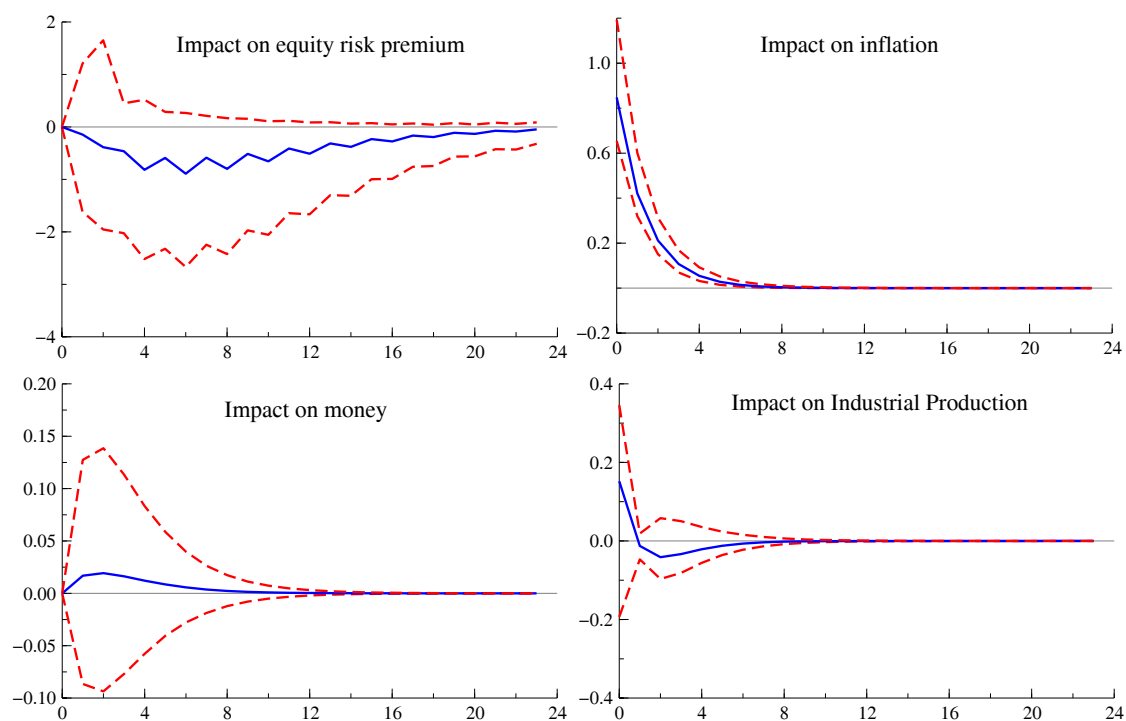 Impact on equity risk premium
2
0
−2
−4
0 4 8 12 16 20 24
Impact on inflation
1.0
0.6
0.2
−0.2
0 4 8 12 16 20 24
Impact on money
0.20
0.15
0.10
0.05
0.00
−0.05
−0.10
0 4 8 12 16 20 24
Impact on Industrial Production
0.4
0.2
0.0
−0.2
−0.4
0 4 8 12 16 20 24